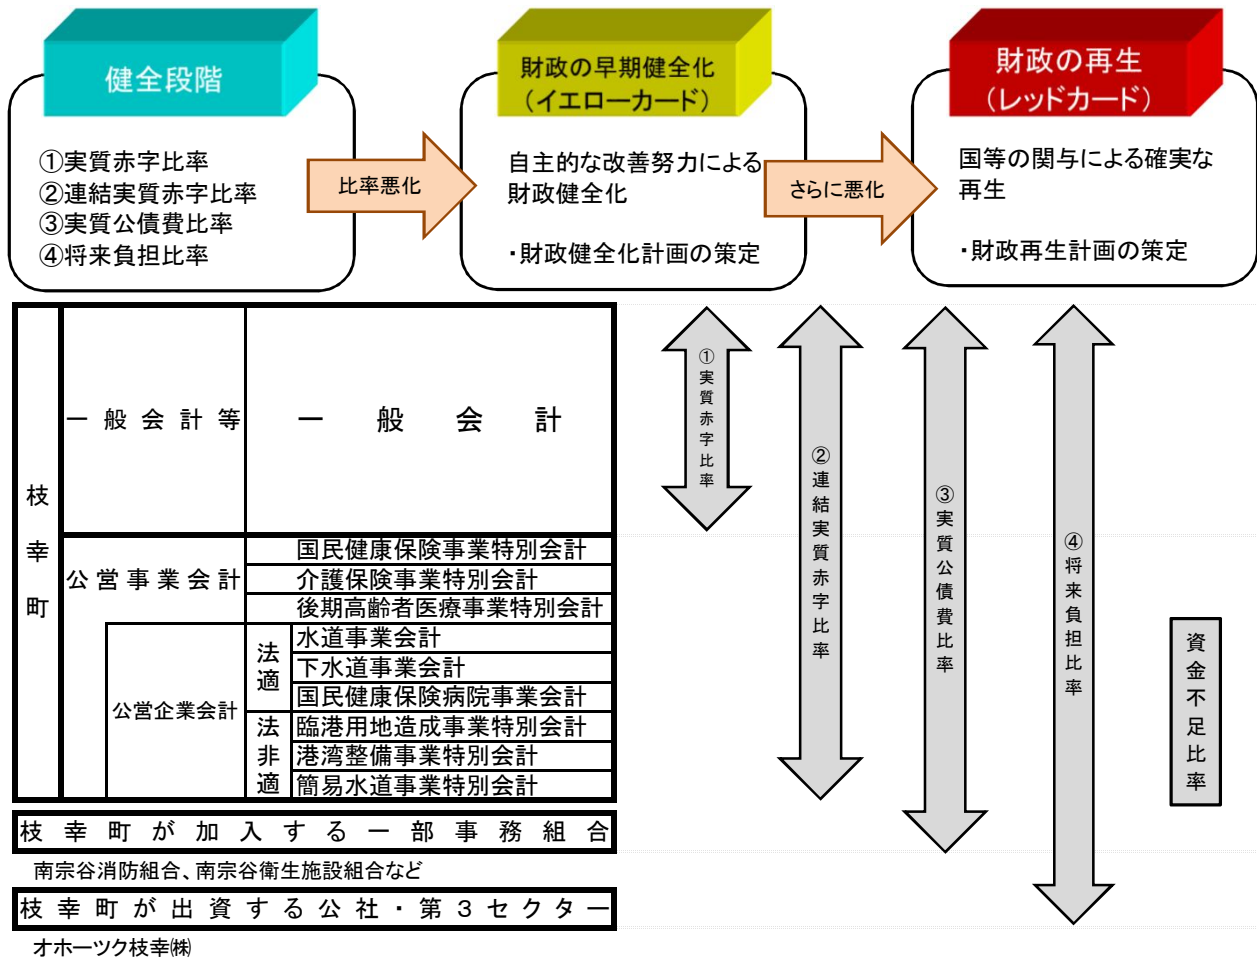 健全段階
①実質赤字比率
②連結実質赤字比率
③実質公債費比率
④将来負担比率
比率悪化
財政の早期健全化
（イエローカード）
自主的な改善努力による
財政健全化
・財政健全化計画の策定
さらに悪化
財政の再生
（レッドカード）
国等の関与による確実な
再生
・財政再生計画の策定
枝幸町
一般会計等
一般会計
公営事業会計
国民健康保険事業特別会計
介護保険事業特別会計
後期高齢者医療事業特別会計
公営企業会計
法適
水道事業会計
下水道事業会計
国民健康保険病院事業会計
法非適
臨港用地造成事業特別会計
港湾整備事業特別会計
簡易水道事業特別会計
枝幸町が加入する一部事務組合
南宗谷消防組合、南宗谷衛生施設組合など
枝幸町が出資する公社・第３セクター
オホーツク枝幸㈱
①実質赤字比率
②連結実質赤字比率
③実質公債費比率
④将来負担比率
資金不足比率